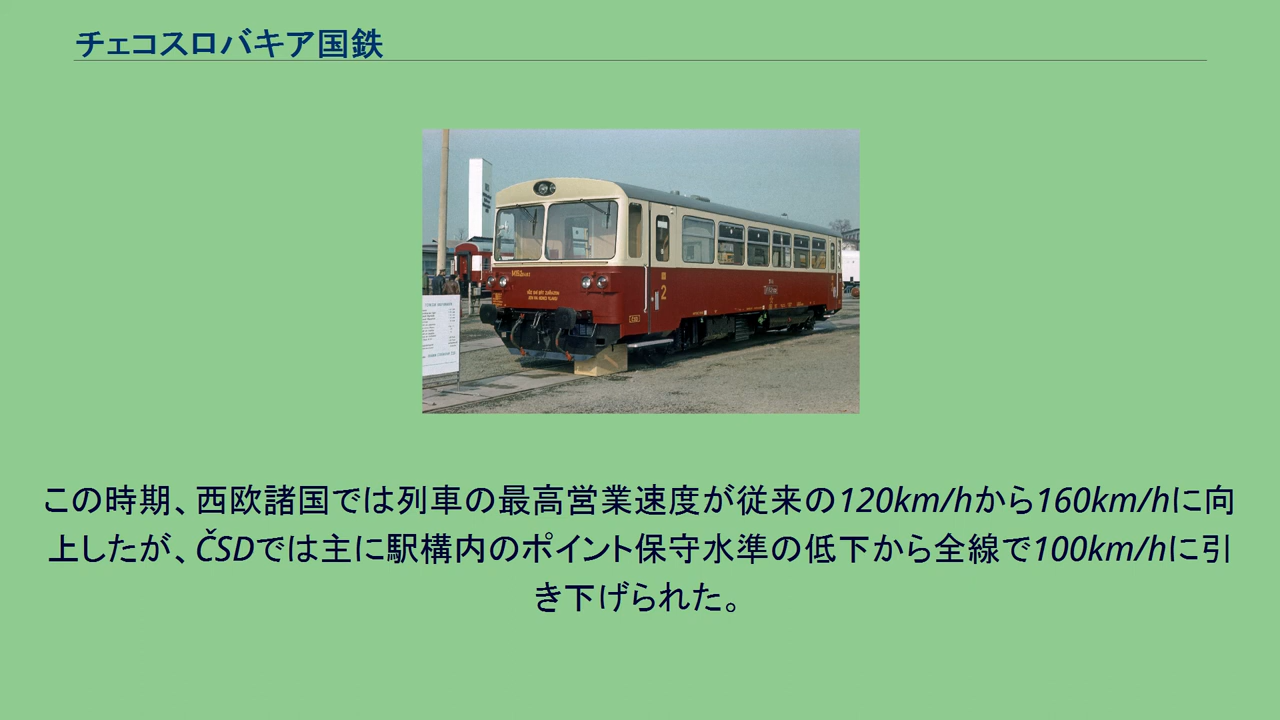 チェコスロバキア国鉄
2
この時期、西欧諸国では列車の最高営業速度が従来の120km/hから160km/hに向
上したが、ČSDでは主に駅構内のポイント保守水準の低下から全線で100km/hに引
き下げられた。